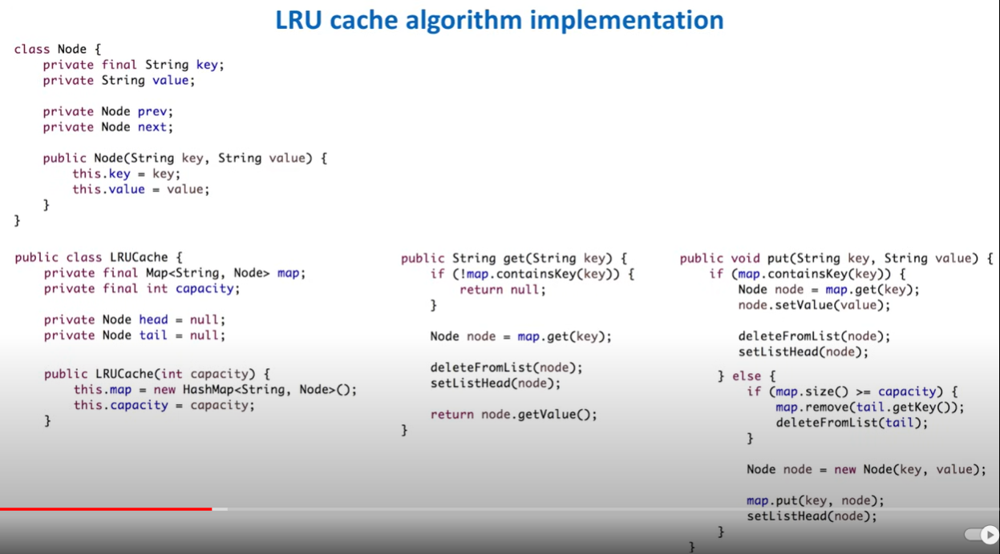 LRU cache algorithm implementation
class Node {
private final String key;
private String value;
private Node prev;
private Node next;
public Node(String key, String value) {
this.key = key;
this.value = value;
}
}
public class LRUCache {
private final Map<String, Node> map;
private final int capacity;
private Node head = null;
private Node tail = null;
public LRUCache(int capacity) {
this.map = new HashMap<String, Node>();
this.capacity = capacity;
}
public String get(String key) {
if (!map.containsKey(key)) {
return null;
}
Node node = map.get(key);
deleteFromList(node);
setListHead(node);
return node.getValue();
}
public void put(String key, String value) {
if (map.containsKey(key)) {
Node node = map.get(key);
node.setValue(value);
deleteFromList(node);
setListHead(node);
} else {
if (map.size() >= capacity) {
map.remove(tail.getKey());
deleteFromList(tail);
}
Node node = new Node(key, value);
map.put(key, node);
setListHead(node);
}
}